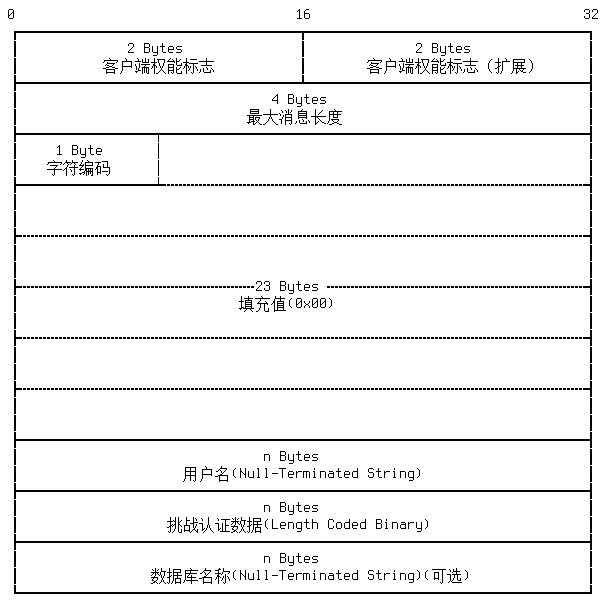 0 16 32
2 Bytes 2 Bytes
客户端权能标志 客户端权能标志（扩展）
4 Bytes
最大消息长度
1 Byte
字符编码
23 Bytes
填充值(0x00)
n Bytes
用户名(Null-Terminated String)
n Bytes
挑战认证数据(Length Coded Binary)
n Bytes
数据库名称(Null-Terminated String)(可选)